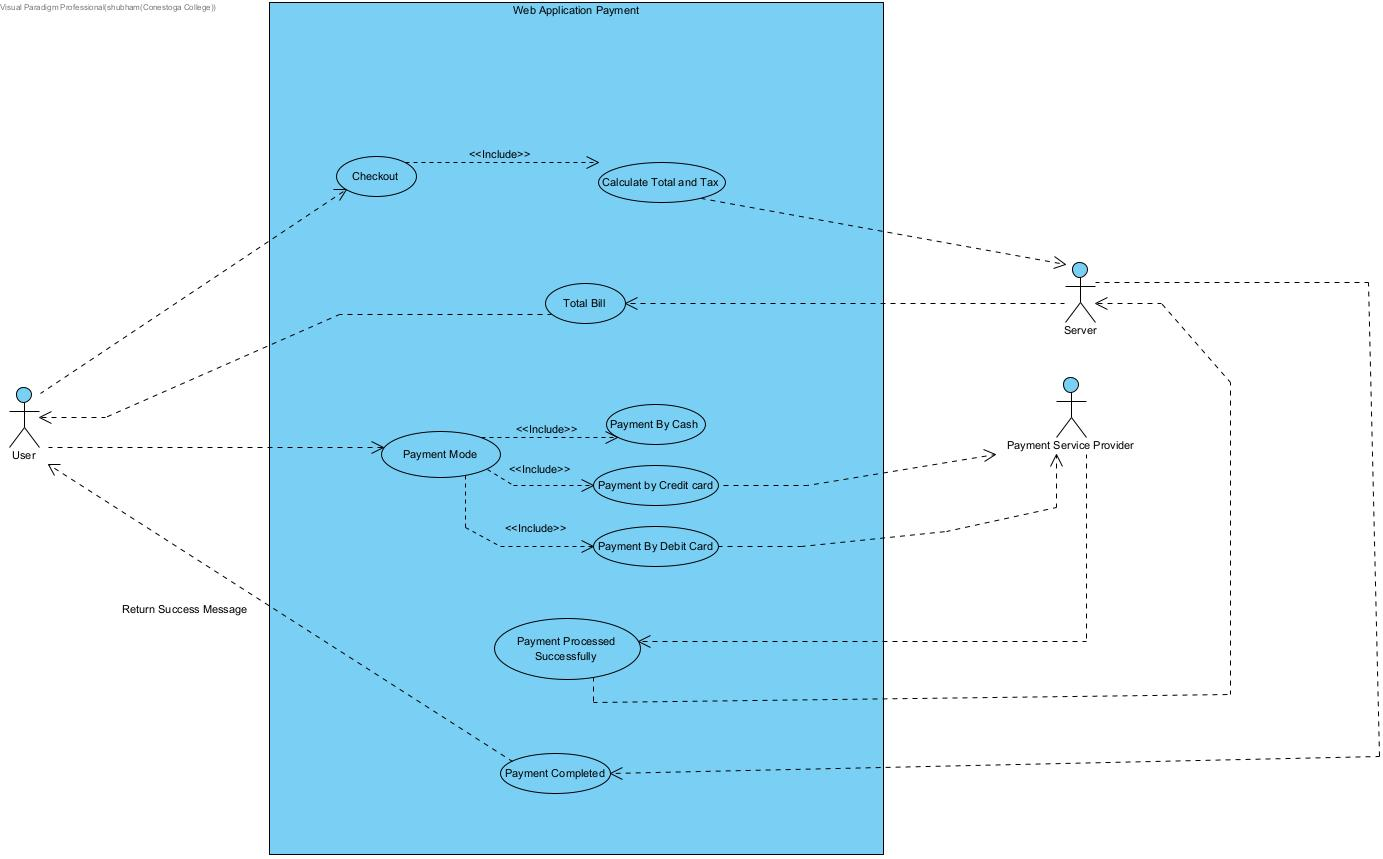 Visual Paradigm Professional(shubham(Conestoga College))
Web Application Payment
<<Include>>
Checkout
Calculate Total and Tax
Total Bill
Server
User
Payment Service Provider
Payment Mode
<<Include>>
Payment By Cash
<<Include>>
Payment by Credit card
<<Include>>
Payment By Debit Card
Return Success Message
Payment Processed
Successfully
Payment Completed